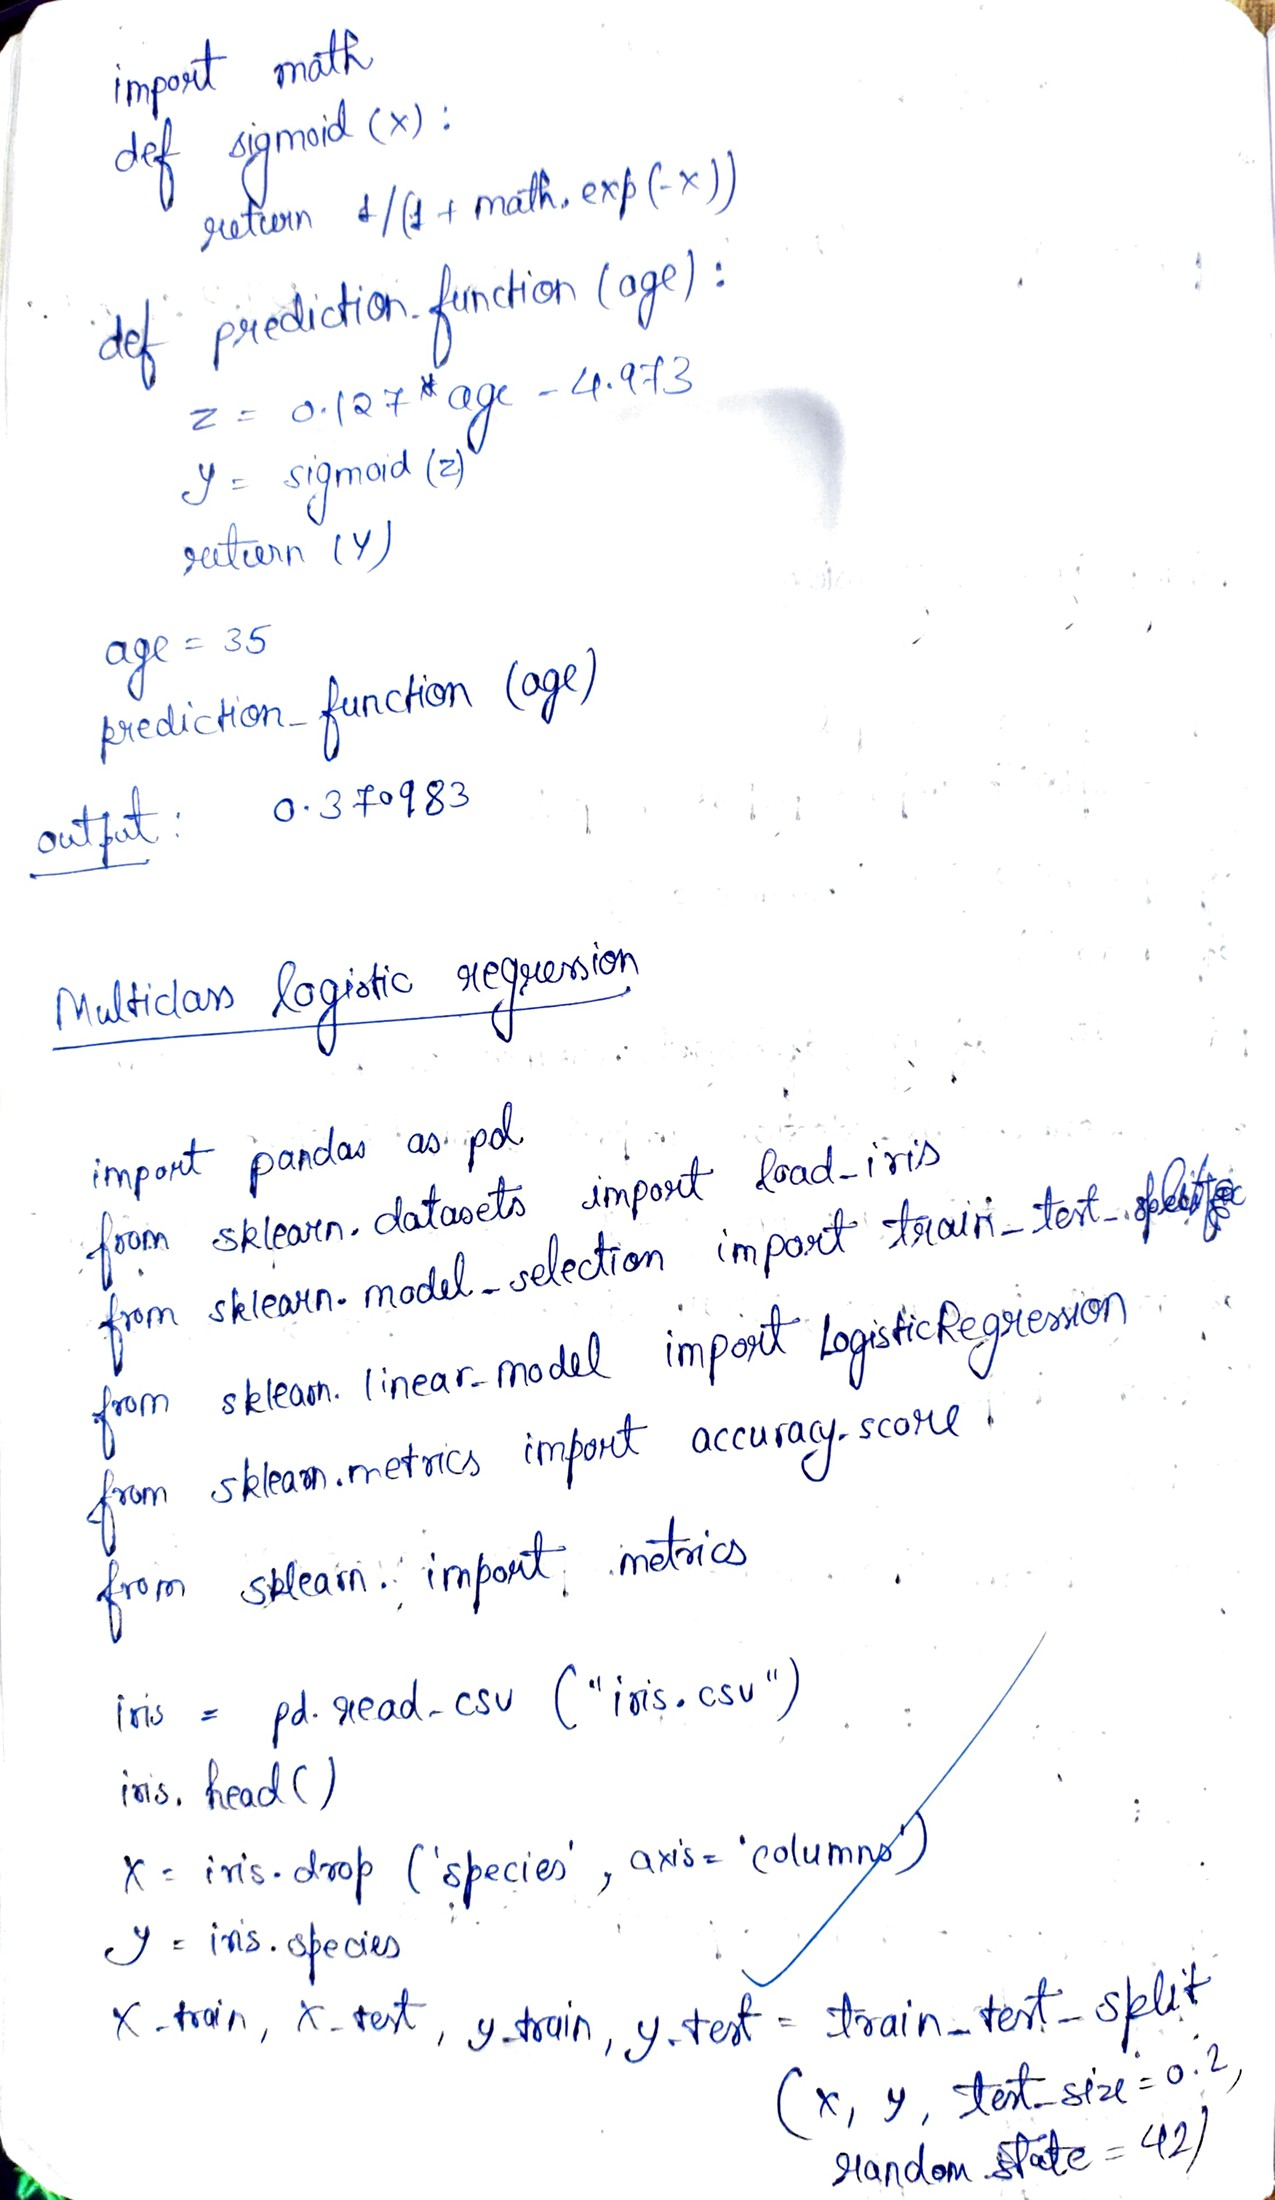 import math
def sigmoid (x) :
return 1/(1 + math.exp(-x))
def prediction_function (age) :
z = 0.127 * age - 4.973
y = sigmoid (z)
return (y)
age = 35
prediction_function (age)
output : 0.370983
Multiclass logistic regression
import pandas as pd
from sklearn.datasets import load_iris
from sklearn.model_selection import train_test_split
from sklearn.linear_model import LogisticRegression
from sklearn.metrics import accuracy_score
from sklearn. import metrics
iris = pd.read_csv ("iris.csv")
iris.head()
X = iris.drop ('species', axis = 'columns')
y = iris.species
X_train, X_test, y_train, y_test = train_test_split
(x, y, test_size = 0.2,
random_state = 42)